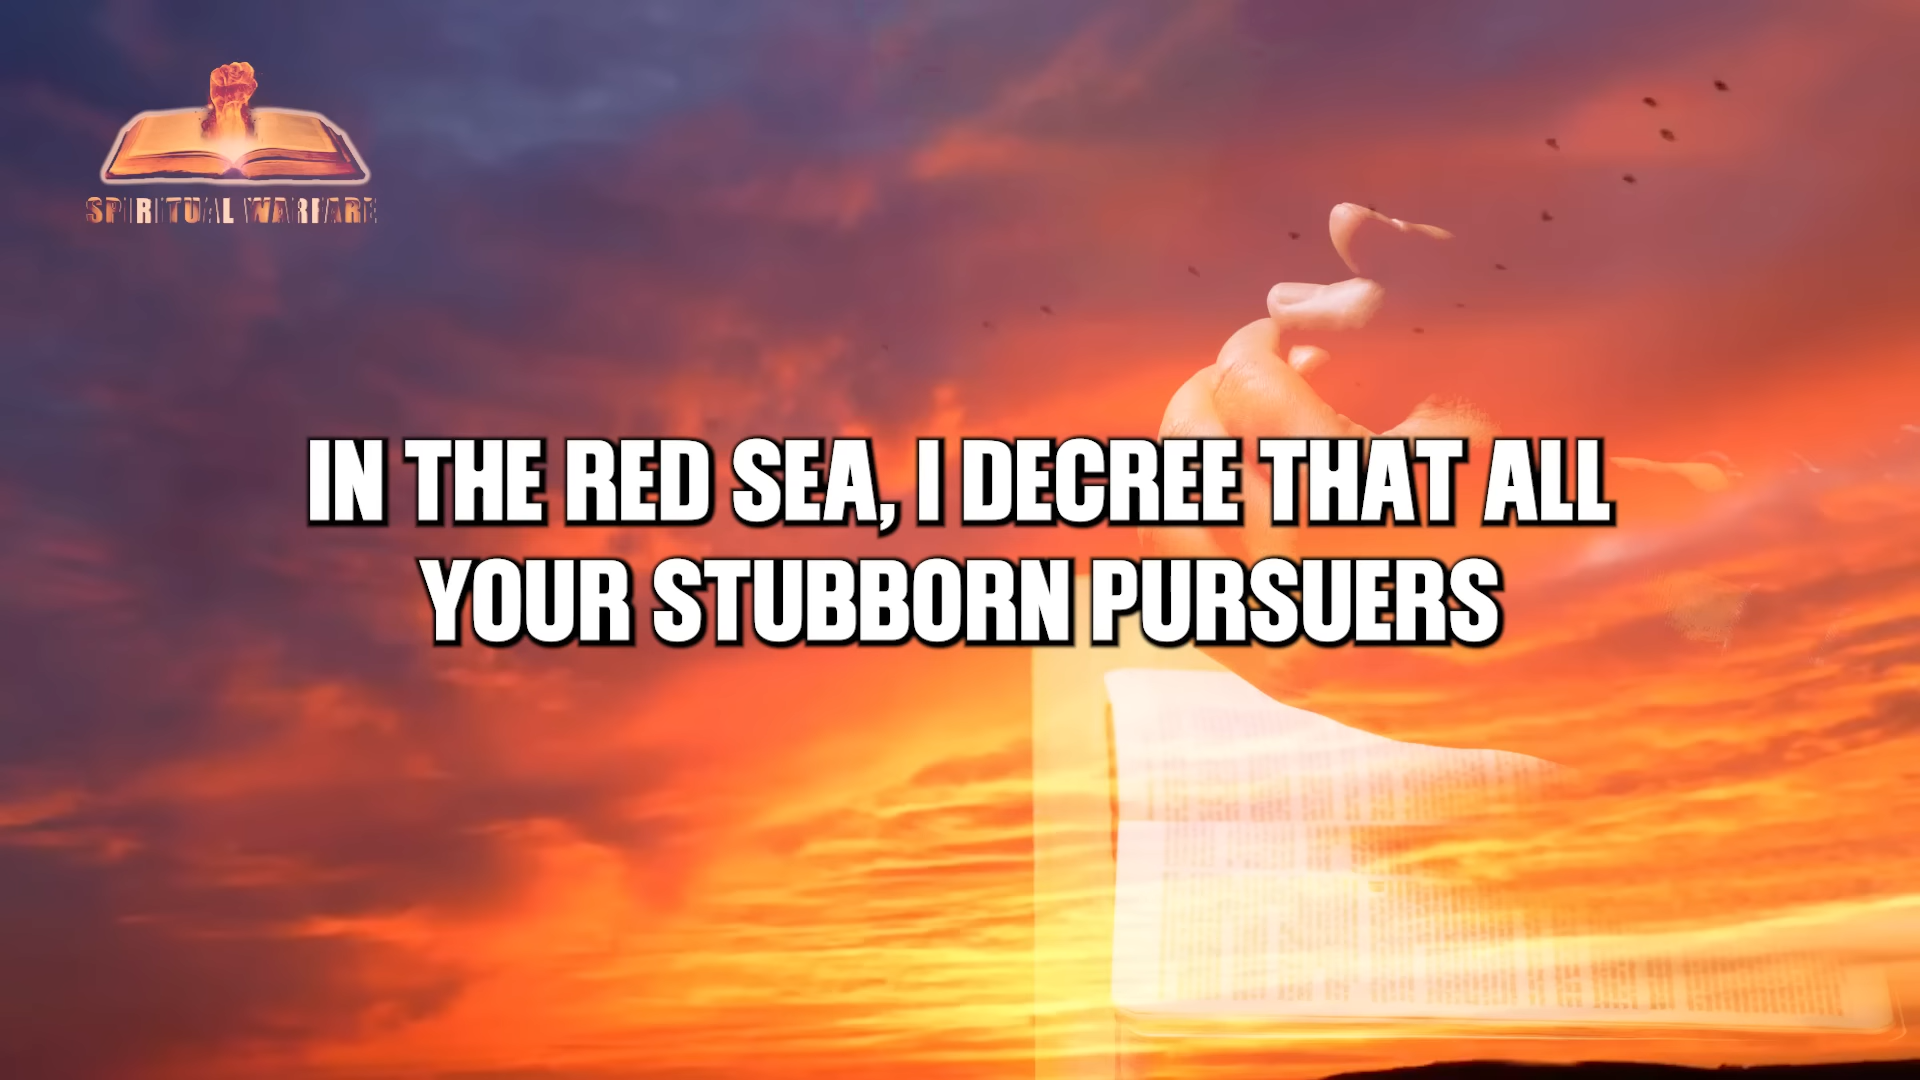 SPIRITUAL WARFARE
IN THE RED SEA, I DECREE THAT ALL
YOUR STUBBORN PURSUERS